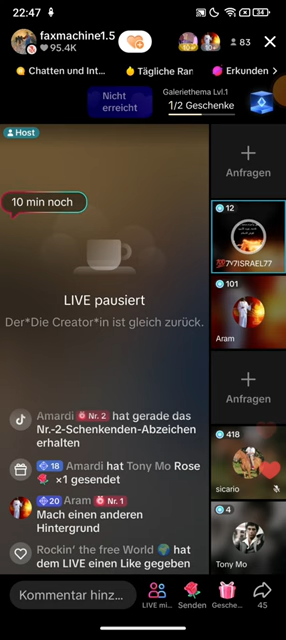 22:47
34
faxmachine1.5
95.4K
83
Chatten und Int...
Tägliche Ran
Erkunden >
Nicht
erreicht
Galeriethema Lvl.1
1/2 Geschenke
Host
10 min noch
LIVE pausiert
Der*Die Creator*in ist gleich zurück.
Anfragen
12
💯7Y7ISRAEL77
101
Aram
Anfragen
418
sicario
4
Tony Mo
Amardi Nr. 2 hat gerade das
Nr.-2-Schenkenden-Abzeichen
erhalten
18 Amardi hat Tony Mo Rose
🌹 ×1 gesendet
20 Aram Nr. 1
Mach einen anderen
Hintergrund
Rockin' the free World 🌍 hat
dem LIVE einen Like gegeben
Kommentar hinz...
LIVE mi...
Senden
Gesche...
45